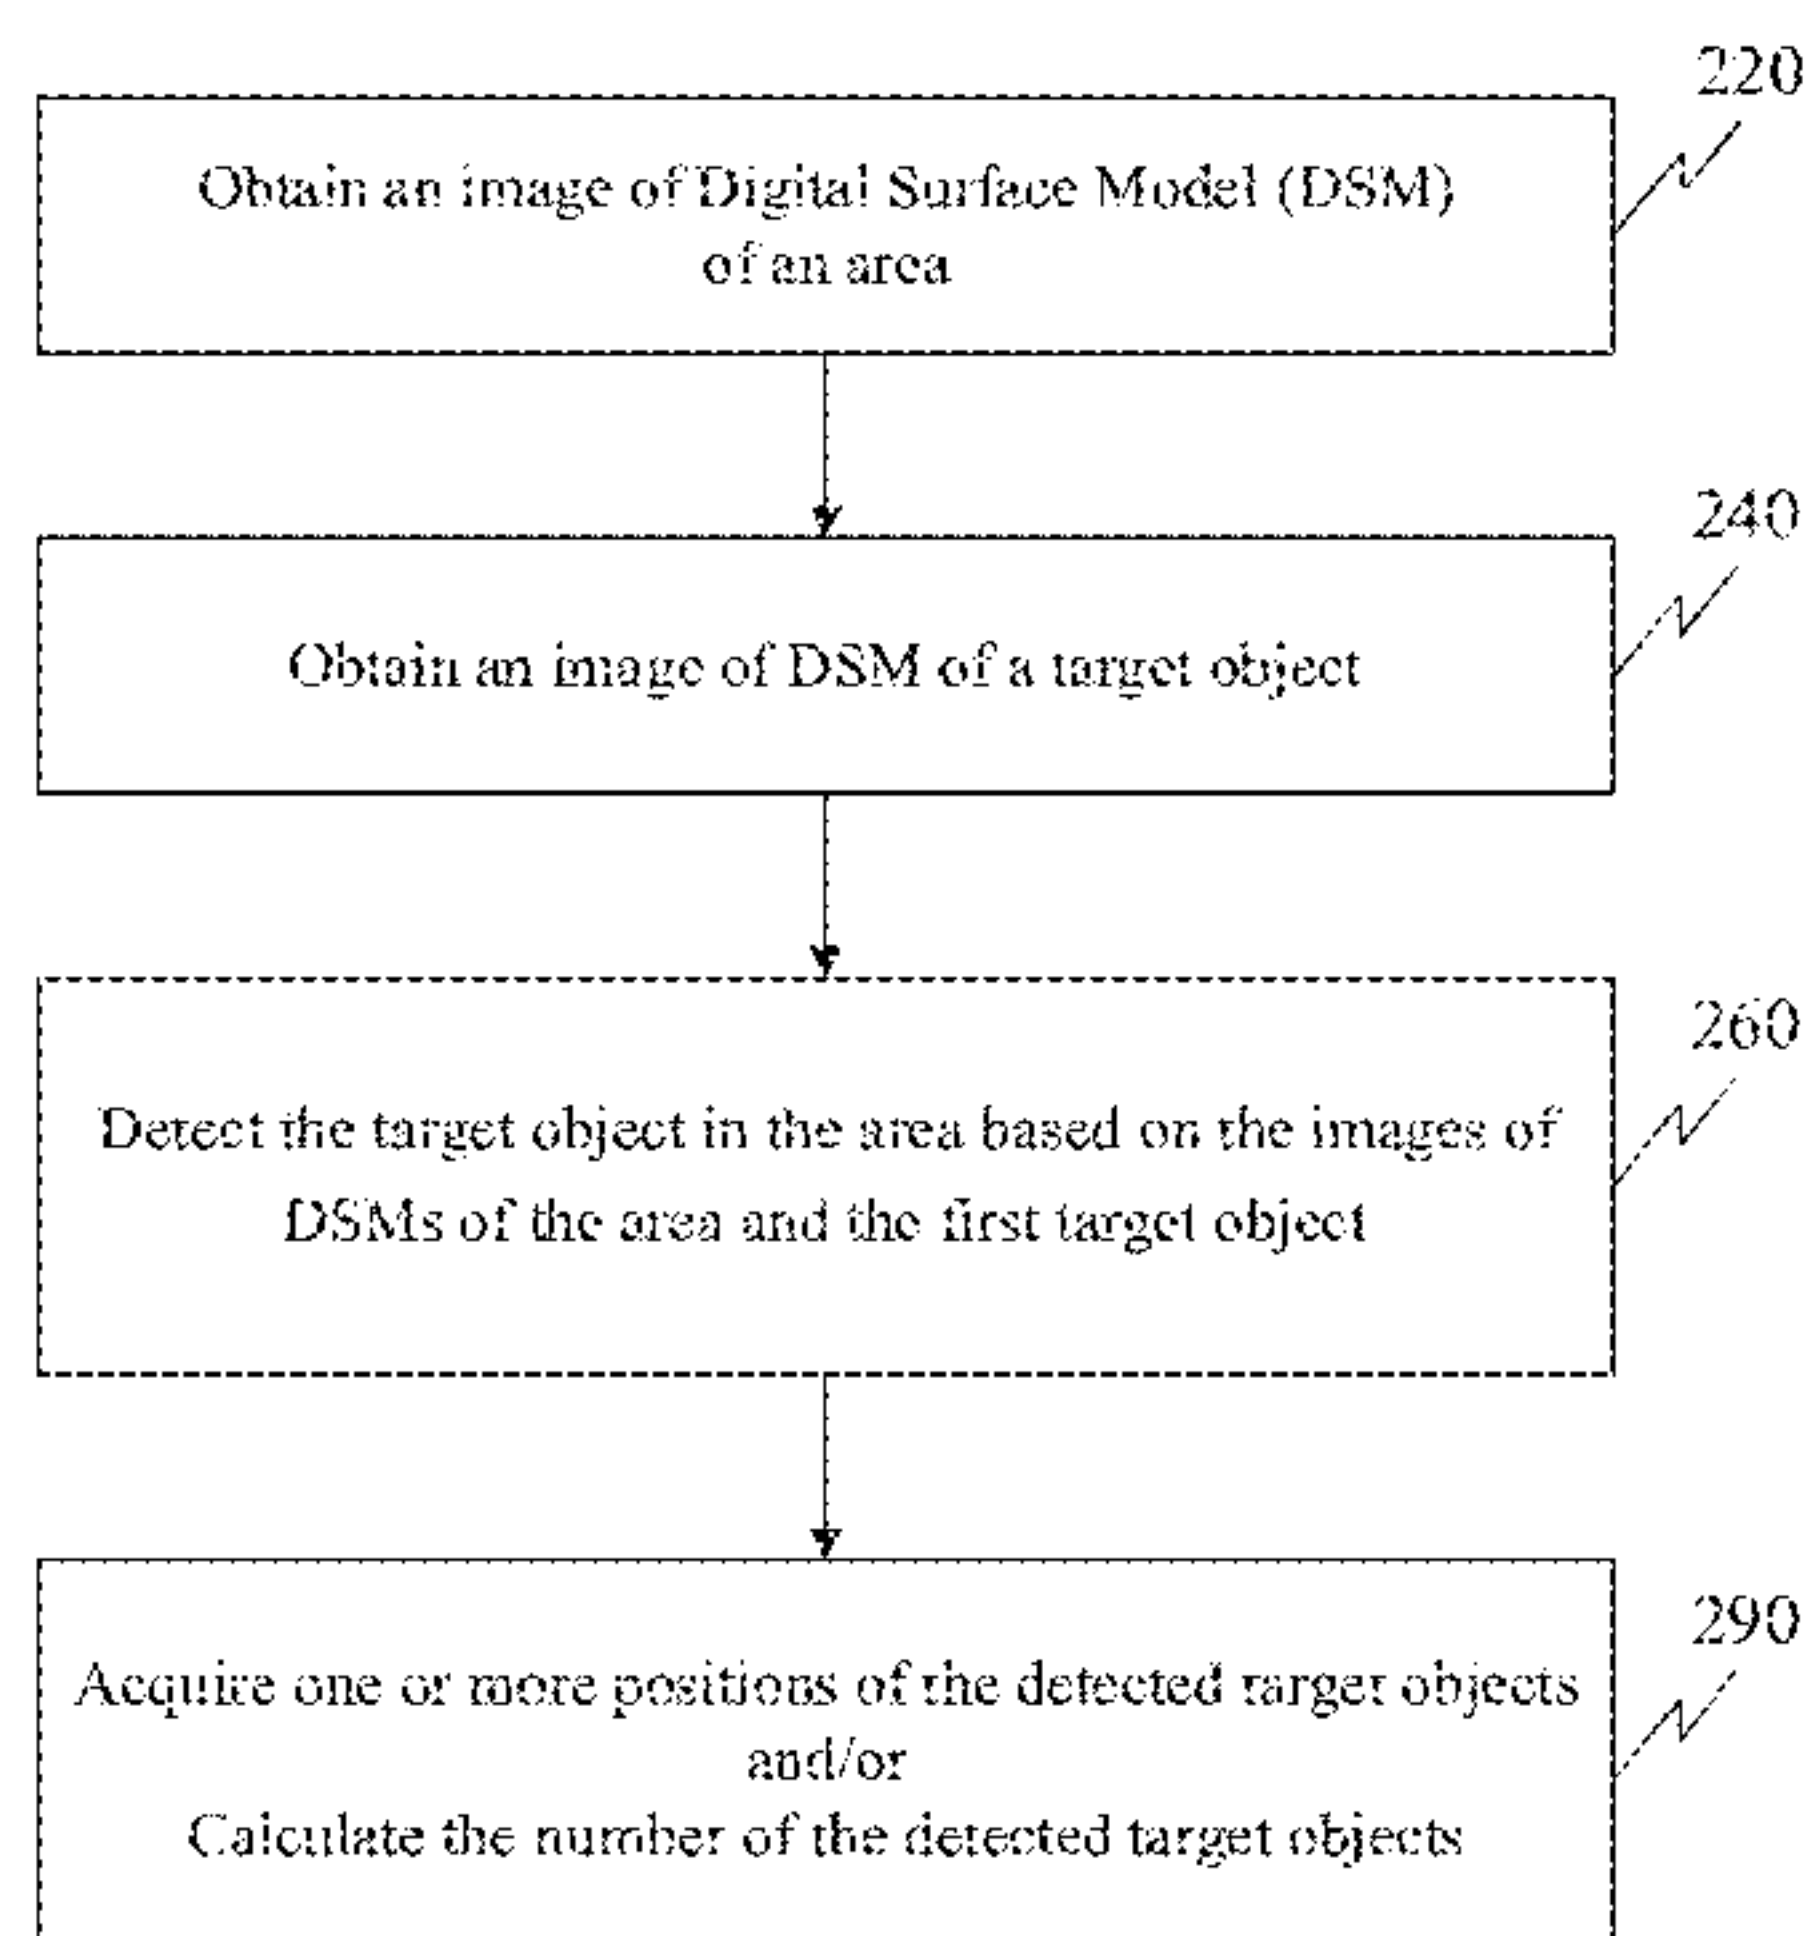 220
Obtain an image of Digital Surface Model (DSM)
of an area
240
Obtain an image of DSM of a target object
260
Detect the target object in the area based on the images of
DSMs of the area and the first target object
290
Acquire one or more positions of the detected target objects
and/or
Calculate the number of the detected target objects